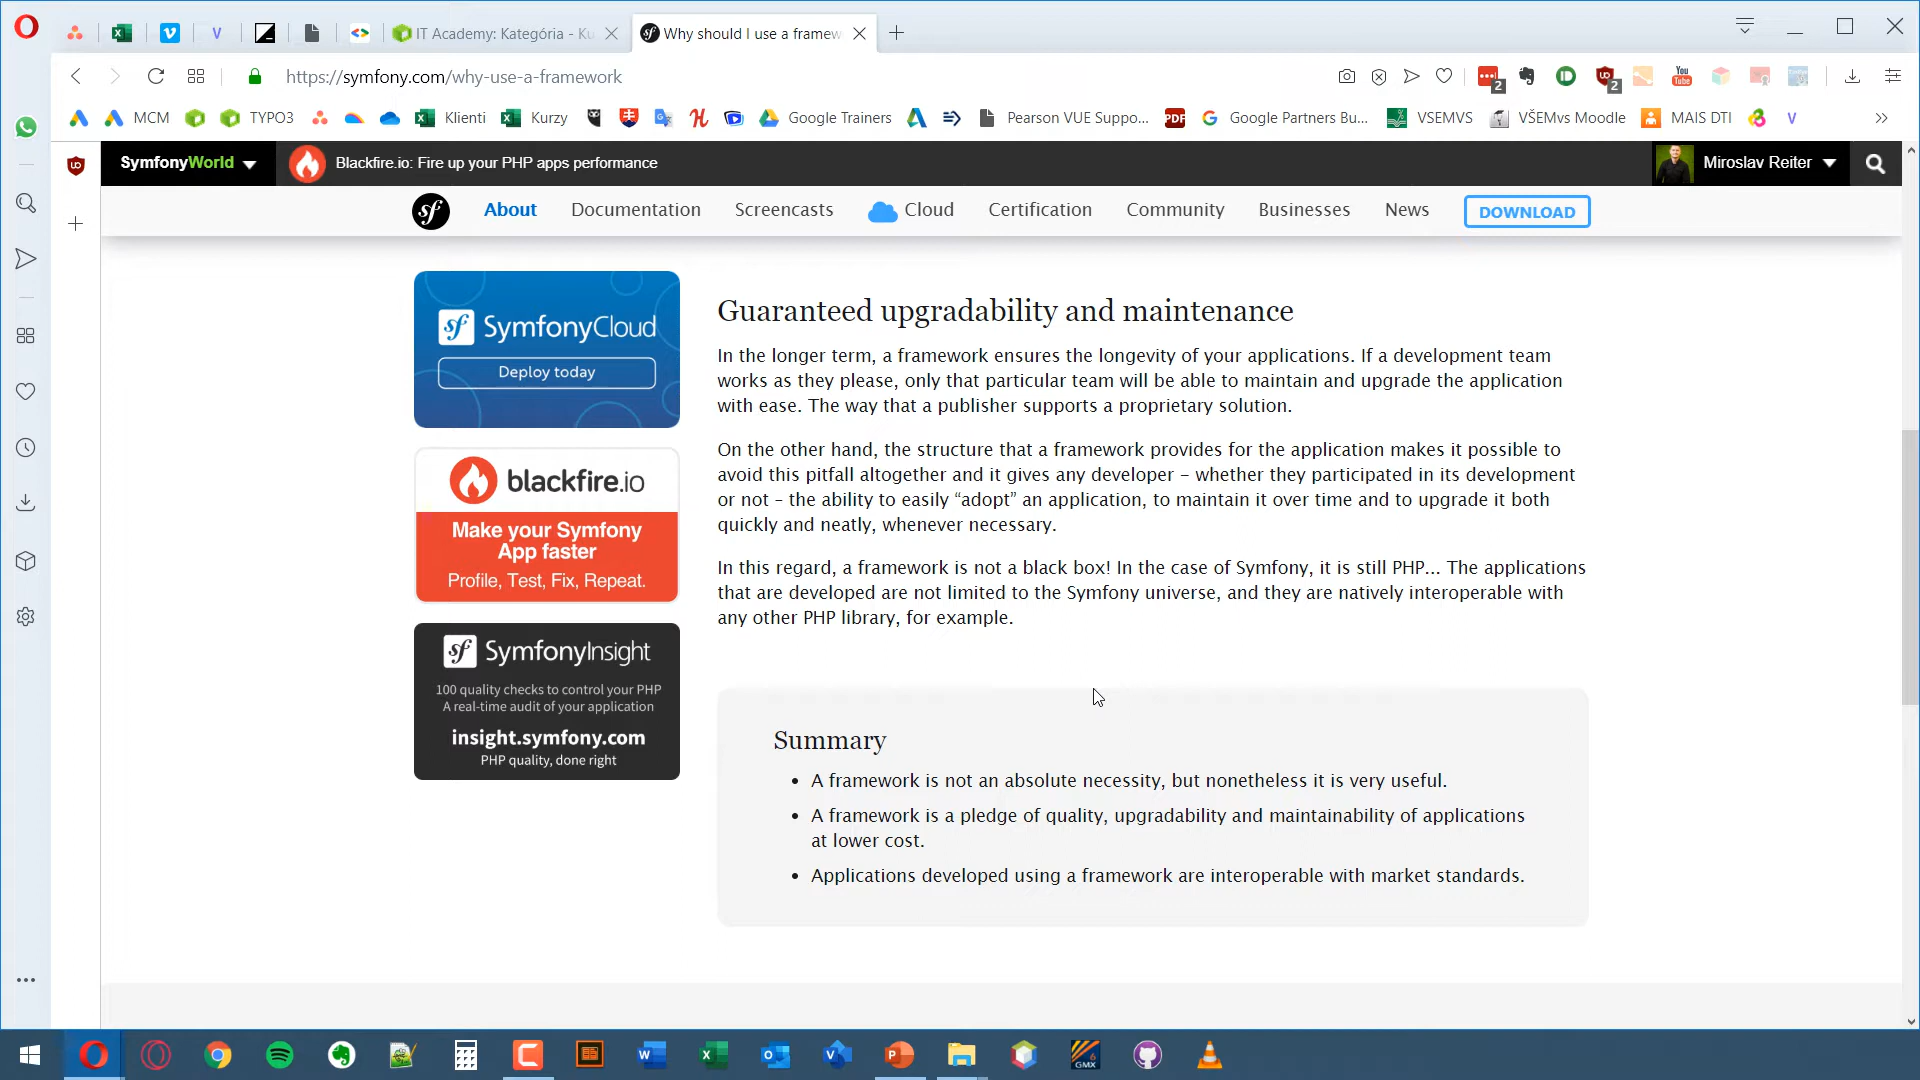 IT Academy: Kategória - Ku
Why should I use a framew
https://symfony.com/why-use-a-framework
2
2
You
Tube
MCM
TYPO3
Klienti
Kurzy
Google Trainers
Pearson VUE Suppo...
PDF
Google Partners Bu...
VSEMVS
VŠEMvs Moodle
MAIS DTI
SymfonyWorld
Blackfire.io: Fire up your PHP apps performance
Miroslav Reiter
sf
About
Documentation
Screencasts
Cloud
Certification
Community
Businesses
News
DOWNLOAD
sf SymfonyCloud
Deploy today
blackfire.io
Make your Symfony
App faster
Profile, Test, Fix, Repeat.
sf SymfonyInsight
100 quality checks to control your PHP
A real-time audit of your application
insight.symfony.com
PHP quality, done right
Guaranteed upgradability and maintenance
In the longer term, a framework ensures the longevity of your applications. If a development team
works as they please, only that particular team will be able to maintain and upgrade the application
with ease. The way that a publisher supports a proprietary solution.
On the other hand, the structure that a framework provides for the application makes it possible to
avoid this pitfall altogether and it gives any developer – whether they participated in its development
or not – the ability to easily “adopt” an application, to maintain it over time and to upgrade it both
quickly and neatly, whenever necessary.
In this regard, a framework is not a black box! In the case of Symfony, it is still PHP... The applications
that are developed are not limited to the Symfony universe, and they are natively interoperable with
any other PHP library, for example.
Summary
• A framework is not an absolute necessity, but nonetheless it is very useful.
• A framework is a pledge of quality, upgradability and maintainability of applications
at lower cost.
• Applications developed using a framework are interoperable with market standards.
GMX